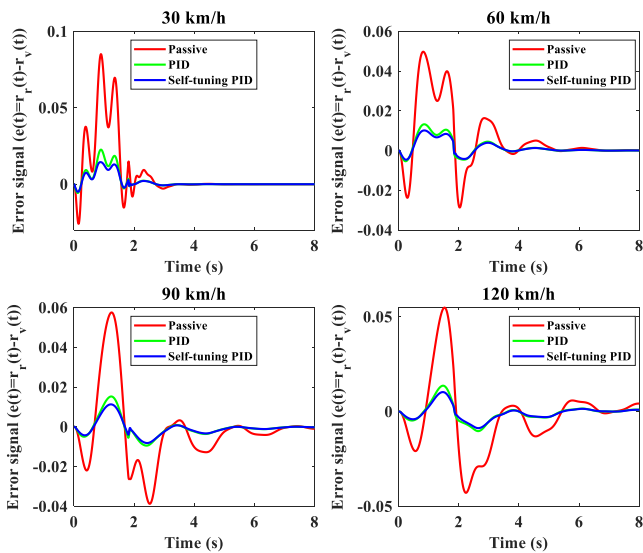 30 km/h
Error signal (e(t)=r_r(t)-r_v(t))
0.1
0.05
0
Passive
PID
Self-tuning PID
0 2 4 6 8
Time (s)
60 km/h
Error signal (e(t)=r_r(t)-r_v(t))
0.06
0.04
0.02
0
-0.02
-0.04
Passive
PID
Self-tuning PID
0 2 4 6 8
Time (s)
90 km/h
Error signal (e(t)=r_r(t)-r_v(t))
0.06
0.04
0.02
0
-0.02
-0.04
Passive
PID
Self-tuning PID
0 2 4 6 8
Time (s)
120 km/h
Error signal (e(t)=r_r(t)-r_v(t))
0.05
0
-0.05
Passive
PID
Self-tuning PID
0 2 4 6 8
Time (s)